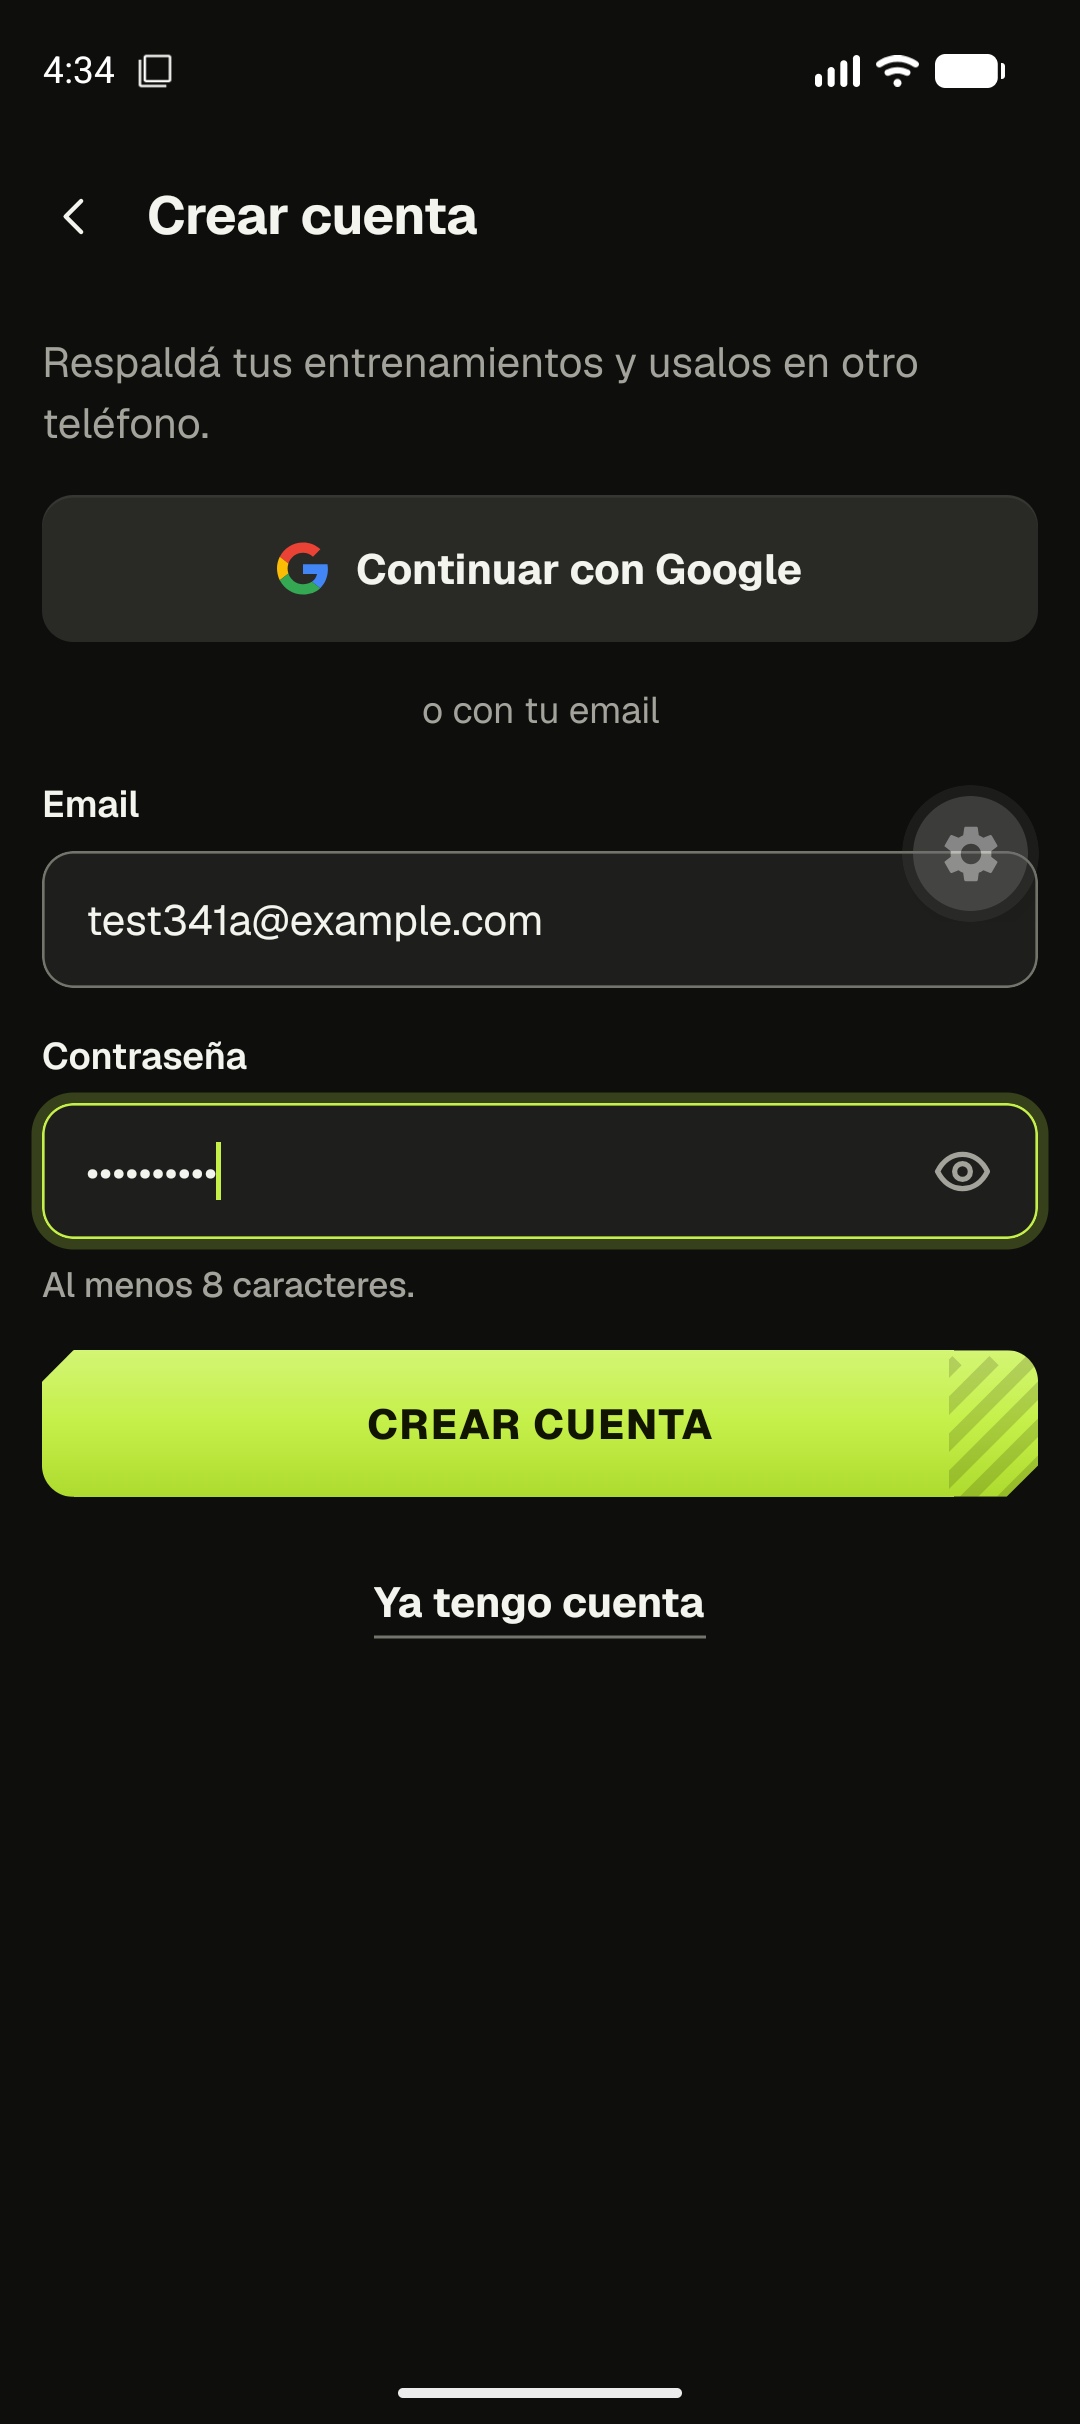 4:34
Crear cuenta
Respaldá tus entrenamientos y usalos en otro
teléfono.
Continuar con Google
o con tu email
Email
test341a@example.com
Contraseña
••••••••••
Al menos 8 caracteres.
CREAR CUENTA
Ya tengo cuenta